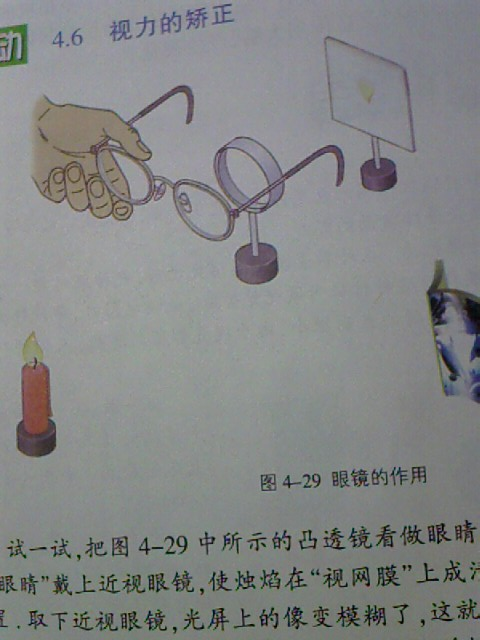 动
4.6 视力的矫正
图 4–29 眼镜的作用
试一试,把图 4–29 中所示的凸透镜看做眼睛
眼睛”戴上近视眼镜,使烛焰在“视网膜”上成
.取下近视眼镜,光屏上的像变模糊了,这就